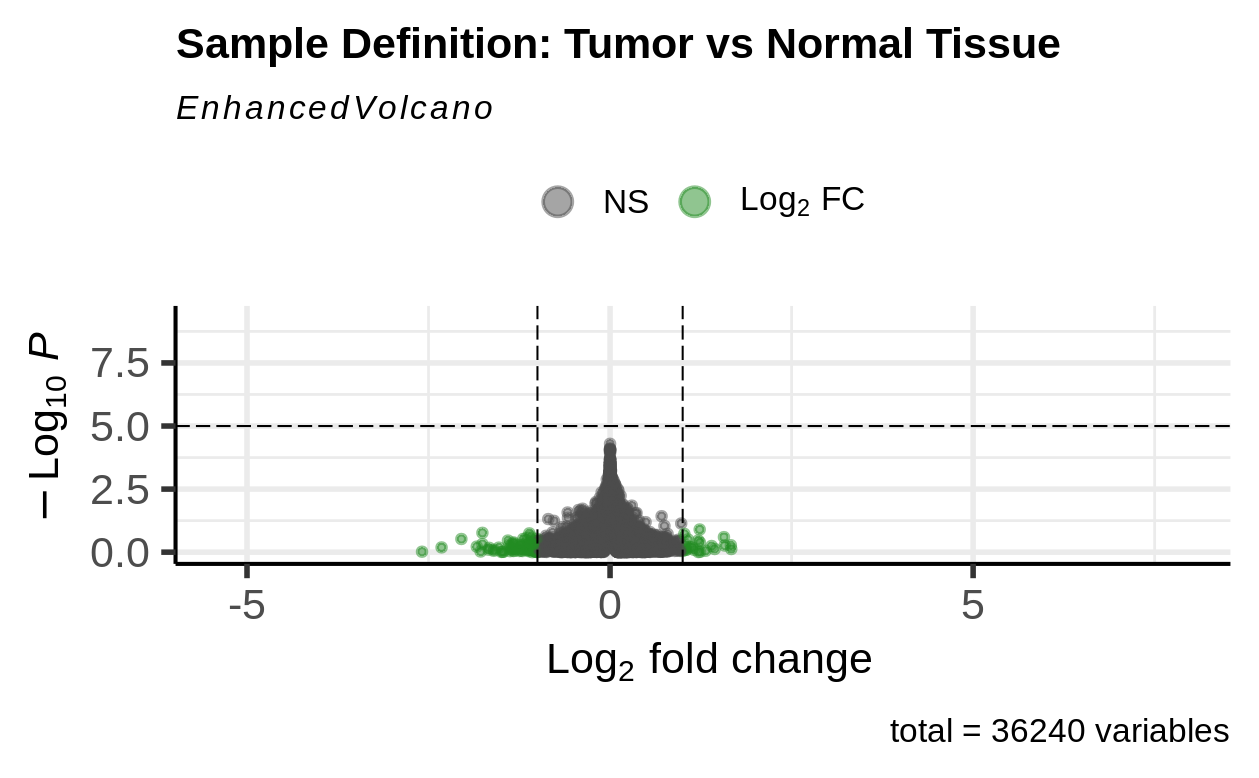 Sample Definition: Tumor vs Normal Tissue
EnhancedVolcano
NS Log₂ FC
− Log₁₀ P
7.5
5.0
2.5
0.0
-5 0 5
Log₂ fold change
total = 36240 variables